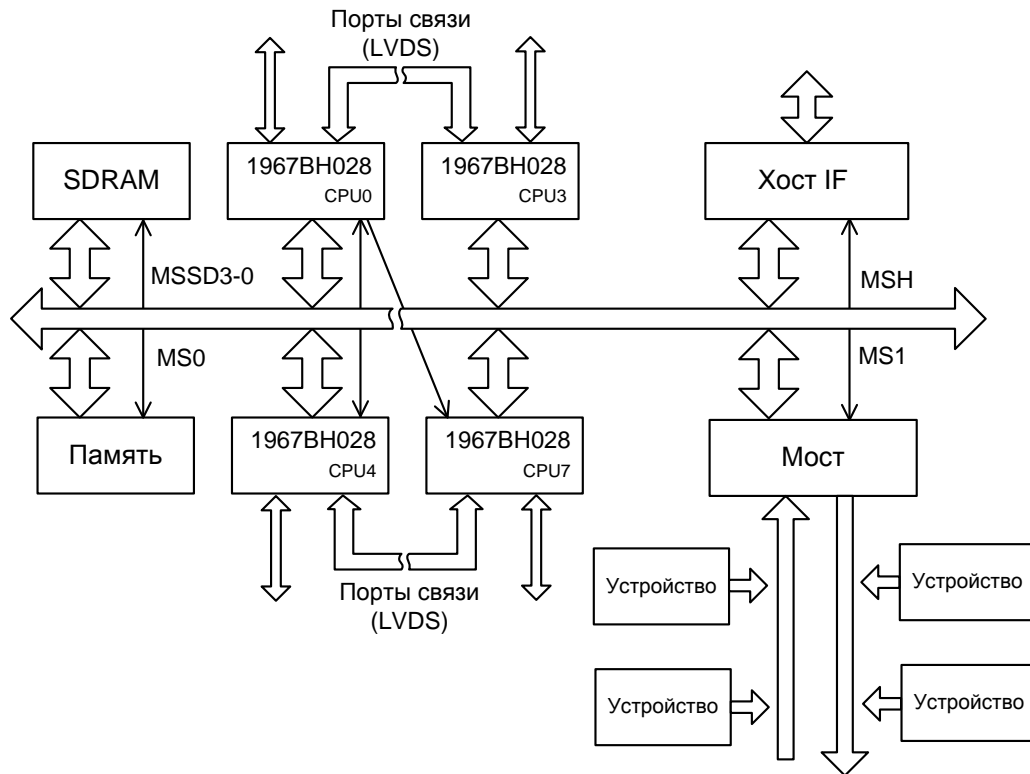 Порты связи
(LVDS)
SDRAM
1967ВН028
CPU0
1967ВН028
CPU3
Хост IF
MSSD3-0
MSH
MS0
MS1
Память
1967ВН028
CPU4
1967ВН028
CPU7
Мост
Порты связи
(LVDS)
Устройство
Устройство
Устройство
Устройство